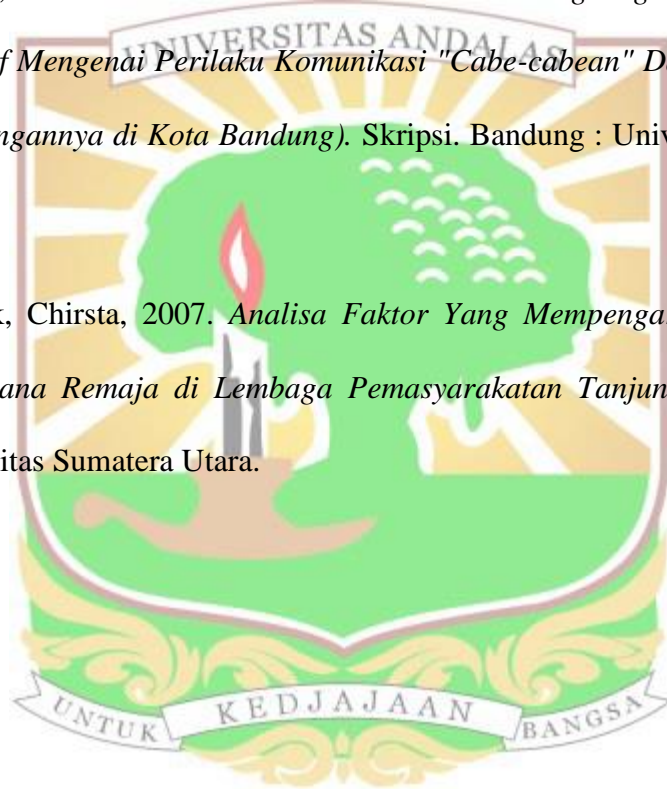 UNIVERSITAS ANDALAS
f Mengenai Perilaku Komunikasi "Cabe-cabean" D
ngannya di Kota Bandung). Skripsi. Bandung : Univ
k, Chirsta, 2007. Analisa Faktor Yang Mempenga
ana Remaja di Lembaga Pemasyarakatan Tanjun
itas Sumatera Utara.
UNTUK KEDJAJAAN BANGSA